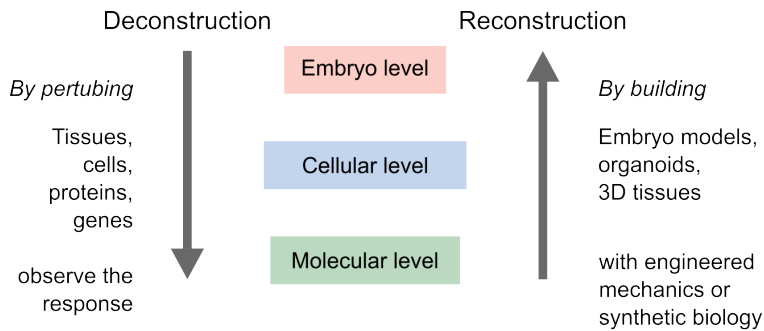 Deconstruction
By pertubing
Tissues,
cells,
proteins,
genes
observe the
response
Embryo level
Cellular level
Molecular level
Reconstruction
By building
Embryo models,
organoids,
3D tissues
with engineered
mechanics or
synthetic biology